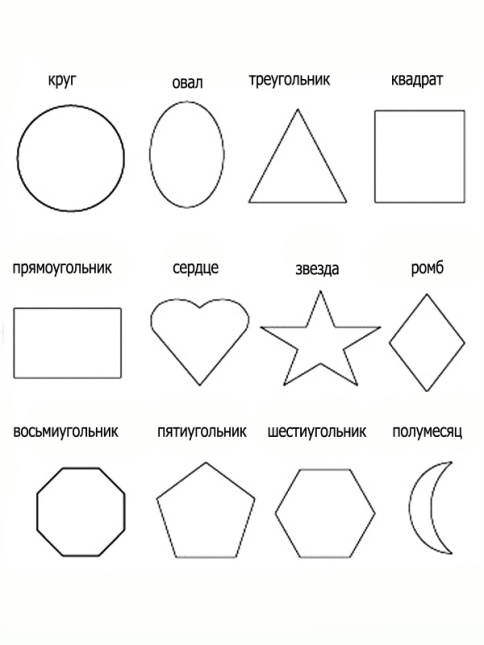 круг овал треугольник квадрат
прямоугольник сердце звезда ромб
восьмиугольник пятиугольник шестиугольник полумесяц